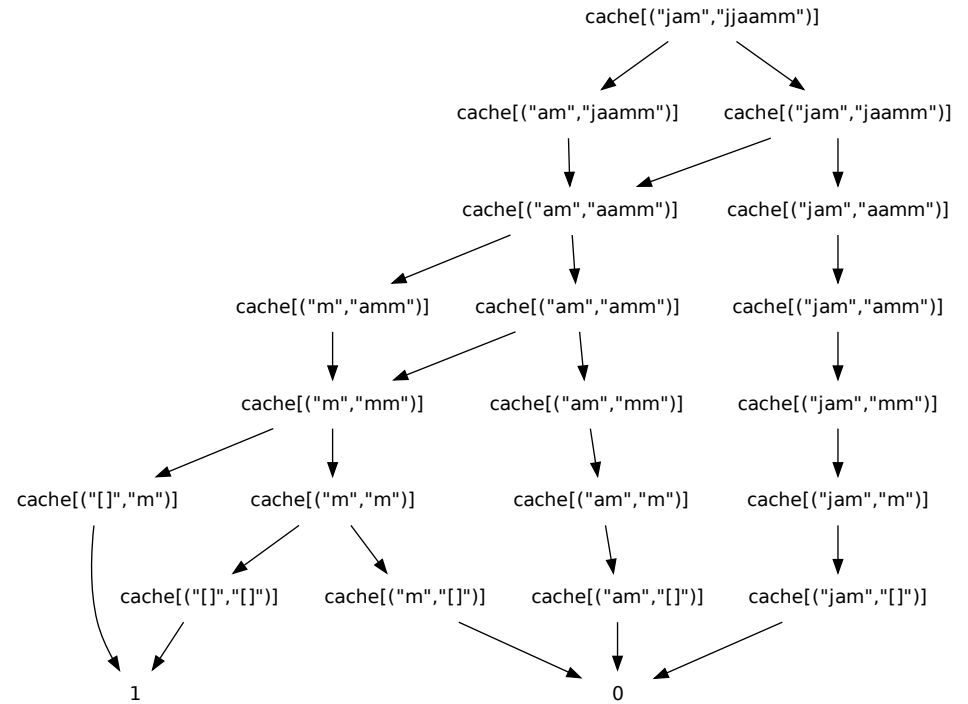 cache[("jam","jjaamm")]
cache[("am","jaamm")] cache[("jam","jaamm")]
cache[("am","aamm")] cache[("jam","aamm")]
cache[("m","amm")] cache[("am","amm")] cache[("jam","amm")]
cache[("m","mm")] cache[("am","mm")] cache[("jam","mm")]
cache[("[]","m")] cache[("m","m")] cache[("am","m")] cache[("jam","m")]
cache[("[]","[]")] cache[("m","[]")] cache[("am","[]")] cache[("jam","[]")]
1 0